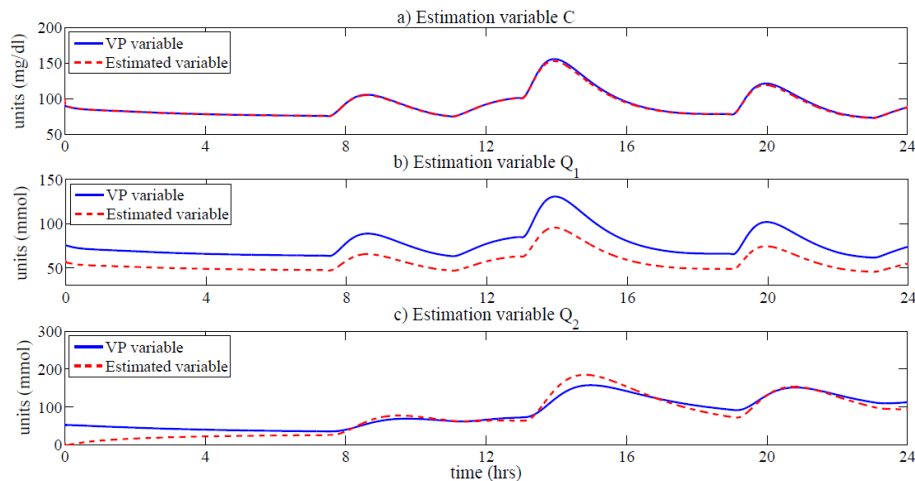 a) Estimation variable C
units (mg/dl)
200
150
100
50
VP variable
Estimated variable
0 4 8 12 16 20 24
b) Estimation variable Q1
units (mmol)
150
100
50
VP variable
Estimated variable
0 4 8 12 16 20 24
c) Estimation variable Q2
units (mmol)
300
200
100
0
VP variable
Estimated variable
0 4 8 12 16 20 24
time (hrs)